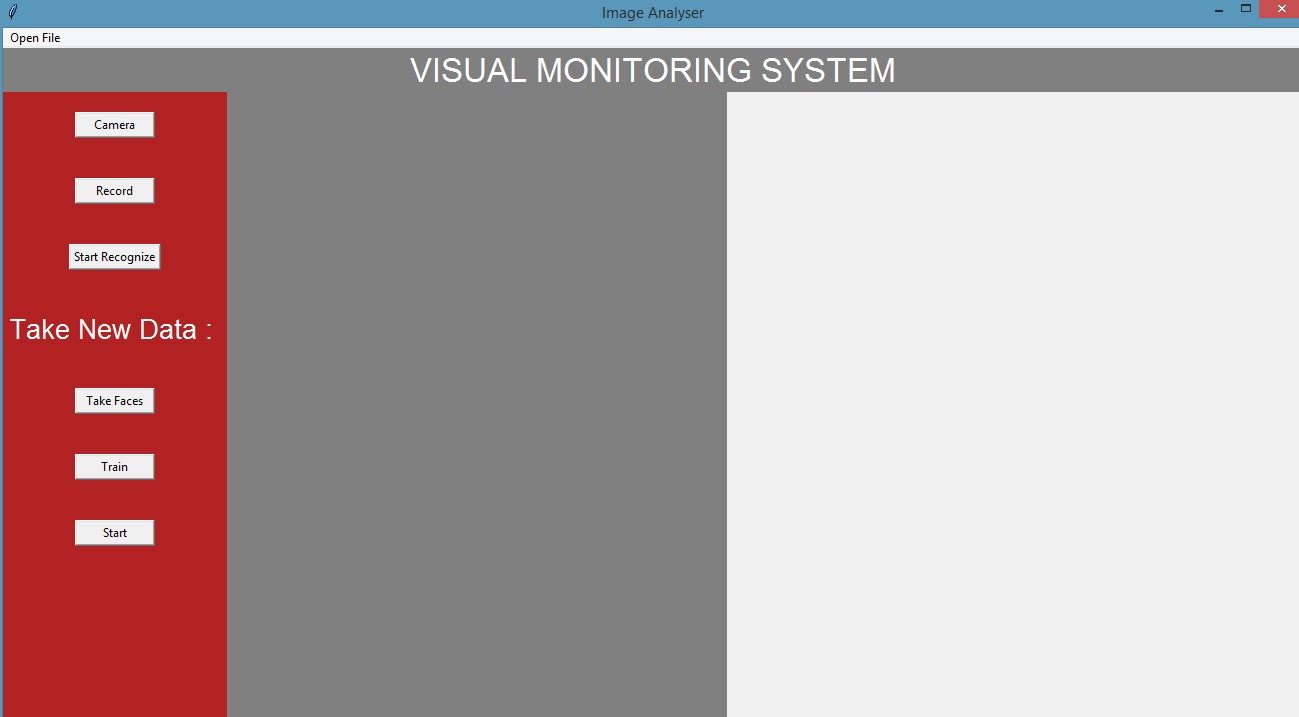 Image Analyser
Open File
VISUAL MONITORING SYSTEM
Camera
Record
Start Recognize
Take New Data :
Take Faces
Train
Start